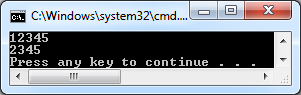 C:\Windows\system32\cmd....
12345
2345
Press any key to continue . . .